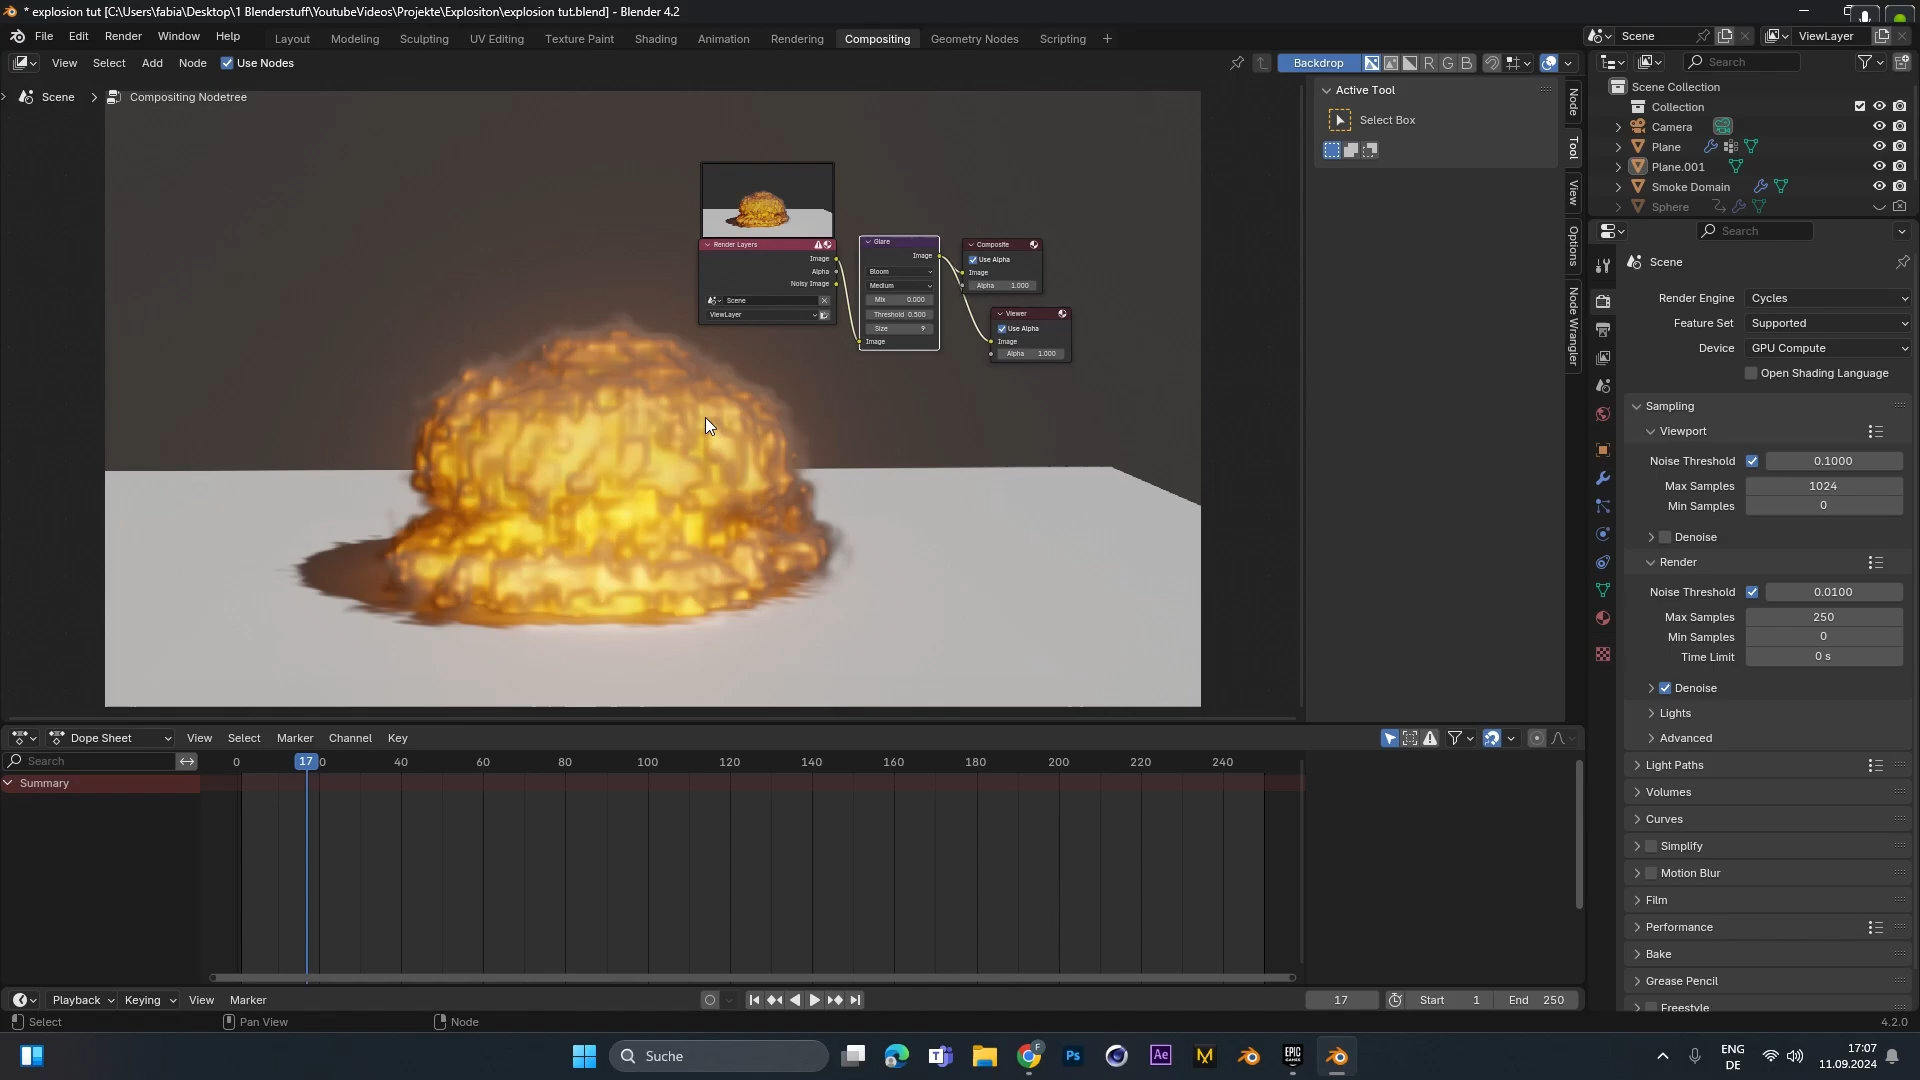 * explosion tut [C:\Users\fabia\Desktop\1 Blenderstuff\YoutubeVideos\Projekte\Explositon\explosion tut.blend] - Blender 4.2
File Edit Render Window Help
Layout Modeling Sculpting UV Editing Texture Paint Shading Animation Rendering Compositing Geometry Nodes Scripting +
Scene
ViewLayer
View Select Add Node Use Nodes
Backdrop
R G B
Search
Scene > Compositing Nodetree
Active Tool
Select Box
Node
Tool
View
Options
Node Wrangler
Scene Collection
Collection
Camera
Plane
Plane.001
Smoke Domain
Sphere
Render Layers
Image
Alpha
Noisy Image
Scene
ViewLayer
Glare
Image
Bloom
Medium
Mix 0.000
Threshold 0.500
Size 9
Image
Composite
Use Alpha
Image
Alpha 1.000
Viewer
Use Alpha
Image
Alpha 1.000
Search
Scene
Render Engine Cycles
Feature Set Supported
Device GPU Compute
Open Shading Language
Sampling
Viewport
Noise Threshold 0.1000
Max Samples 1024
Min Samples 0
Denoise
Render
Noise Threshold 0.0100
Max Samples 250
Min Samples 0
Time Limit 0 s
Denoise
Lights
Advanced
Light Paths
Volumes
Curves
Simplify
Motion Blur
Film
Performance
Bake
Grease Pencil
Freestyle
Dope Sheet View Select Marker Channel Key
Search
0 17 0 40 60 80 100 120 140 160 180 200 220 240
Summary
Playback Keying View Marker
17 Start 1 End 250
Select Pan View Node
4.2.0
Suche
Ps
Ae
M
EPIC GAMES
F
ENG
DE
17:07
11.09.2024